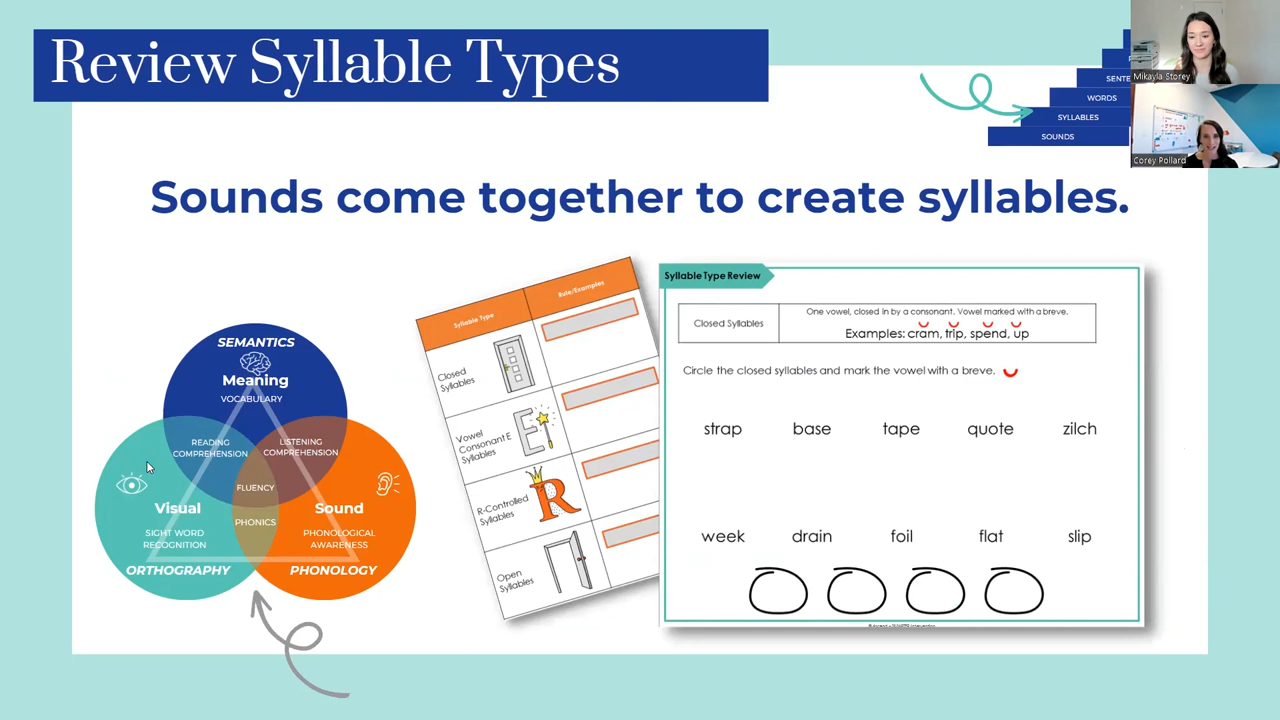 Review Syllable Types
SENTE
WORDS
SYLLABLES
SOUNDS
Mikayla Storey
Corey Pollard
Sounds come together to create syllables.
SEMANTICS
Meaning
VOCABULARY
READING
COMPREHENSION
LISTENING
COMPREHENSION
FLUENCY
PHONICS
Visual
SIGHT WORD
RECOGNITION
ORTHOGRAPHY
Sound
PHONOLOGICAL
AWARENESS
PHONOLOGY
Syllable Type
Rule/Examples
Closed
Syllables
Vowel
Consonant E
Syllables
R-Controlled
Syllables
Open
Syllables
Syllable Type Review
Closed Syllables
One vowel, closed in by a consonant. Vowel marked with a breve.
Examples: cram, trip, spend, up
Circle the closed syllables and mark the vowel with a breve.
strap base tape quote zilch
week drain foil flat slip